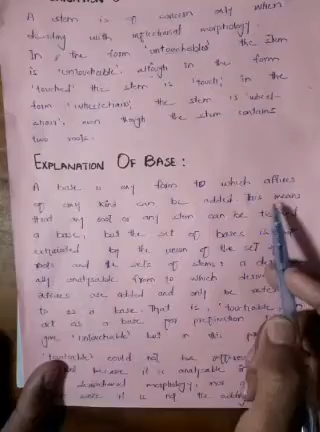 A stem is of concern only when
dealing with inflectional morphology.
In the form 'untouchables' the stem
is 'untouchable', although in the form
'touched' the stem is 'touch'; in the
form 'wheelchairs', the stem is 'wheel-
chair', even though the stem contains
two roots.
EXPLANATION OF BASE:
A base is any form to which affixes
of any kind can be added. This means
that any root or any stem can be
a base, but the set of bases is
by the union of the set
roots and the sets of stems: a
analysable form to which
affixes are added and only be
to as a base. That is, 'touchable'
act as a base for
give 'untouchable' but in this
'touchable' could not be
because it is analysable in
derivational morphology,
since it is not the adding